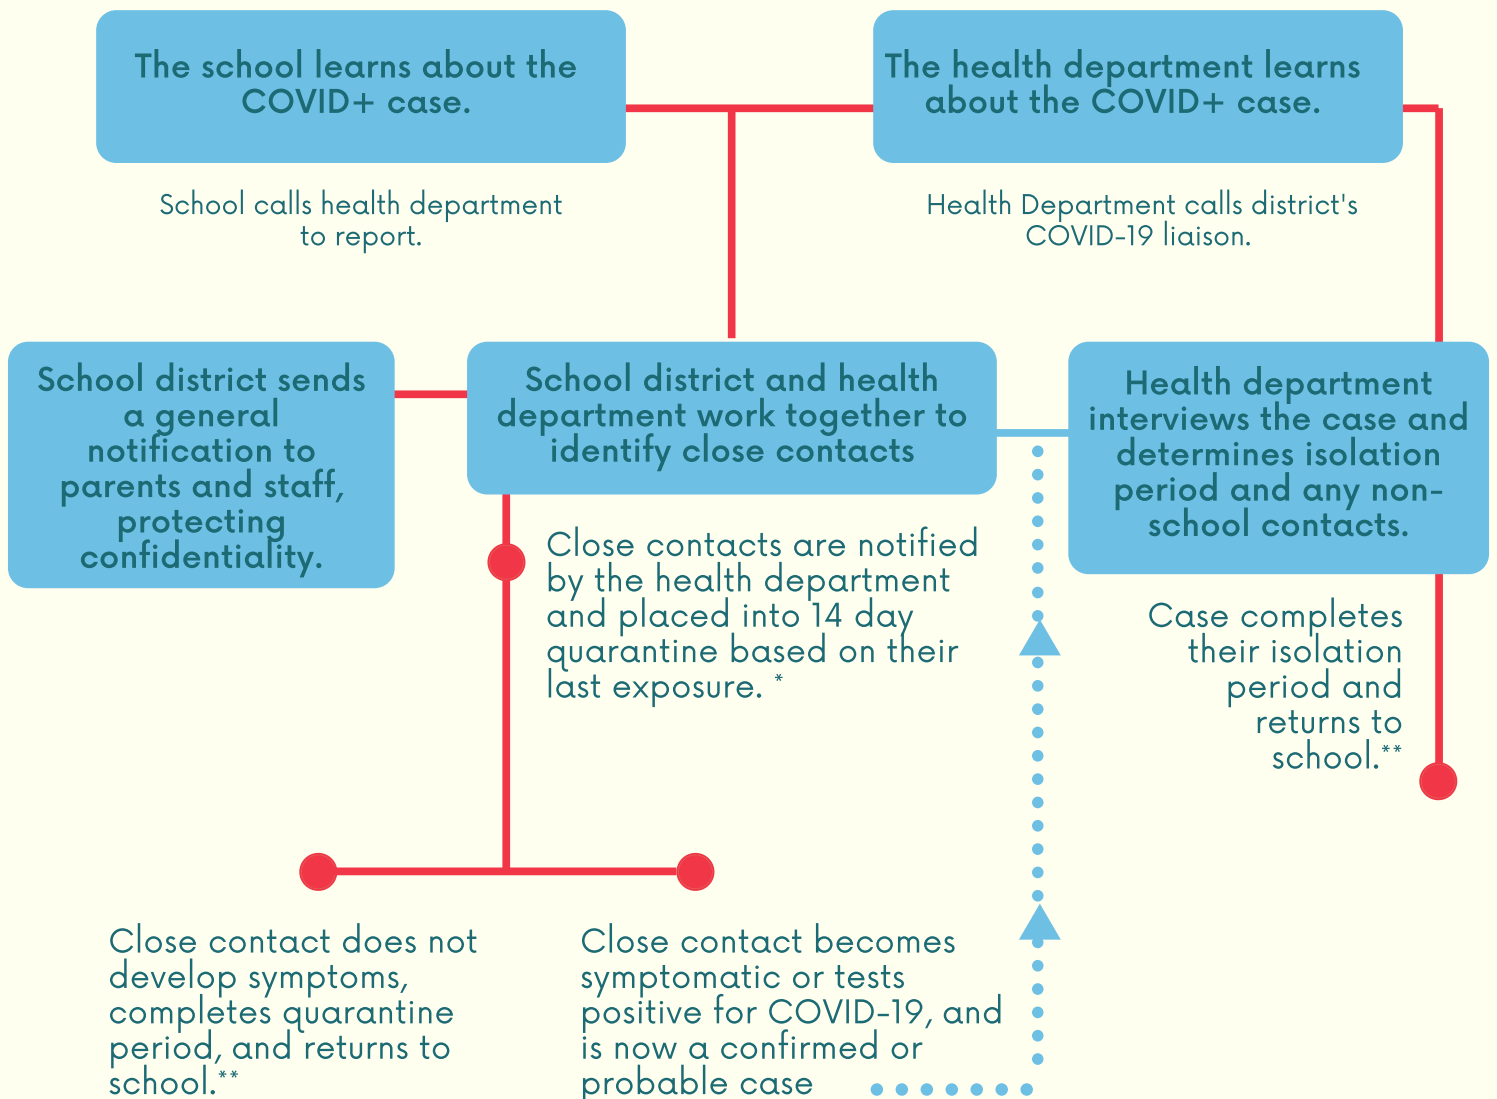 The school learns about the
COVID+ case.
The health department learns
about the COVID+ case.
School calls health department
to report.
Health Department calls district's
COVID-19 liaison.
School district sends
a general
notification to
parents and staff,
protecting
confidentiality.
School district and health
department work together to
identify close contacts
Health department
interviews the case and
determines isolation
period and any non-
school contacts.
Close contacts are notified
by the health department
and placed into 14 day
quarantine based on their
last exposure. *
Case completes
their isolation
period and
returns to
school.**
Close contact does not
develop symptoms,
completes quarantine
period, and returns to
school.**
Close contact becomes
symptomatic or tests
positive for COVID-19, and
is now a confirmed or
probable case